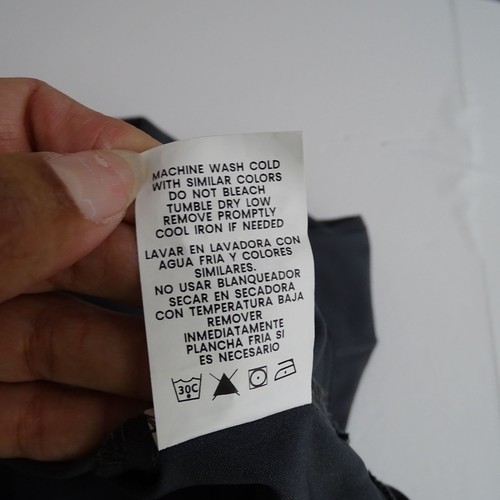 MACHINE WASH COLD
WITH SIMILAR COLORS
DO NOT BLEACH
TUMBLE DRY LOW
REMOVE PROMPTLY
COOL IRON IF NEEDED
LAVAR EN LAVADORA CON
AGUA FRIA Y COLORES
SIMILARES.
NO USAR BLANQUEADOR
SECAR EN SECADORA
CON TEMPERATURA BAJA
REMOVER
INMEDIATAMENTE
PLANCHA FRIA SI
ES NECESARIO
30C